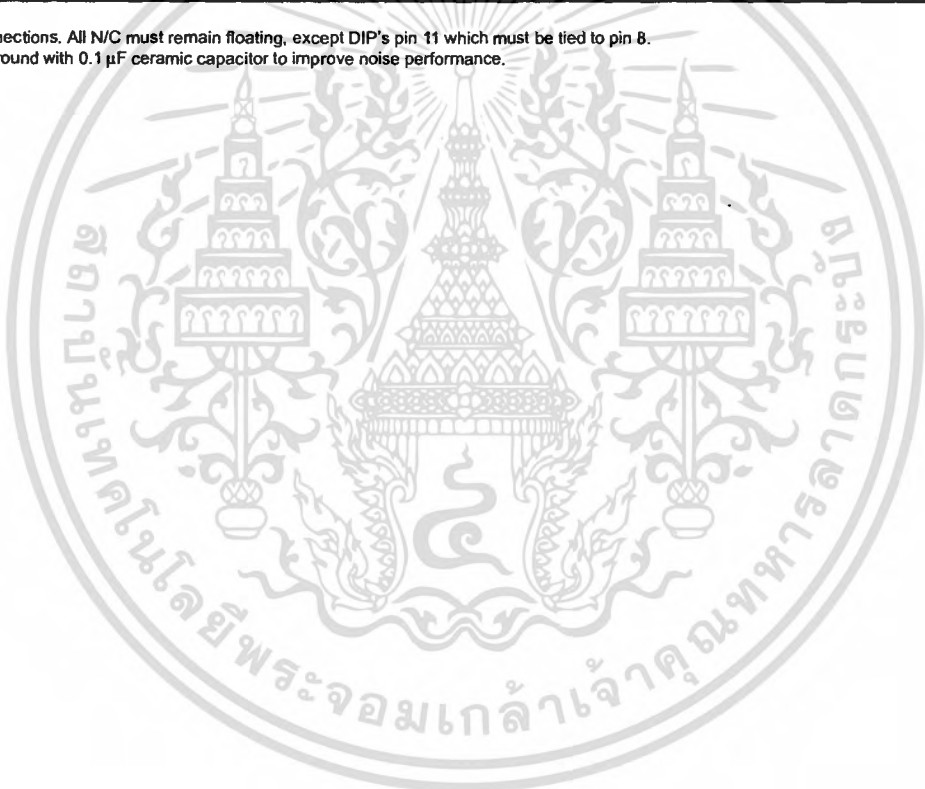 nections. All N/C must remain floating, except DIP's pin 11 which must be tied to pin 8.
ound with 0.1 µF ceramic capacitor to improve noise performance.
สถาบันเทคโนโลยีพระจอมเกล้าเจ้าคุณทหารลาดกระบัง
๔